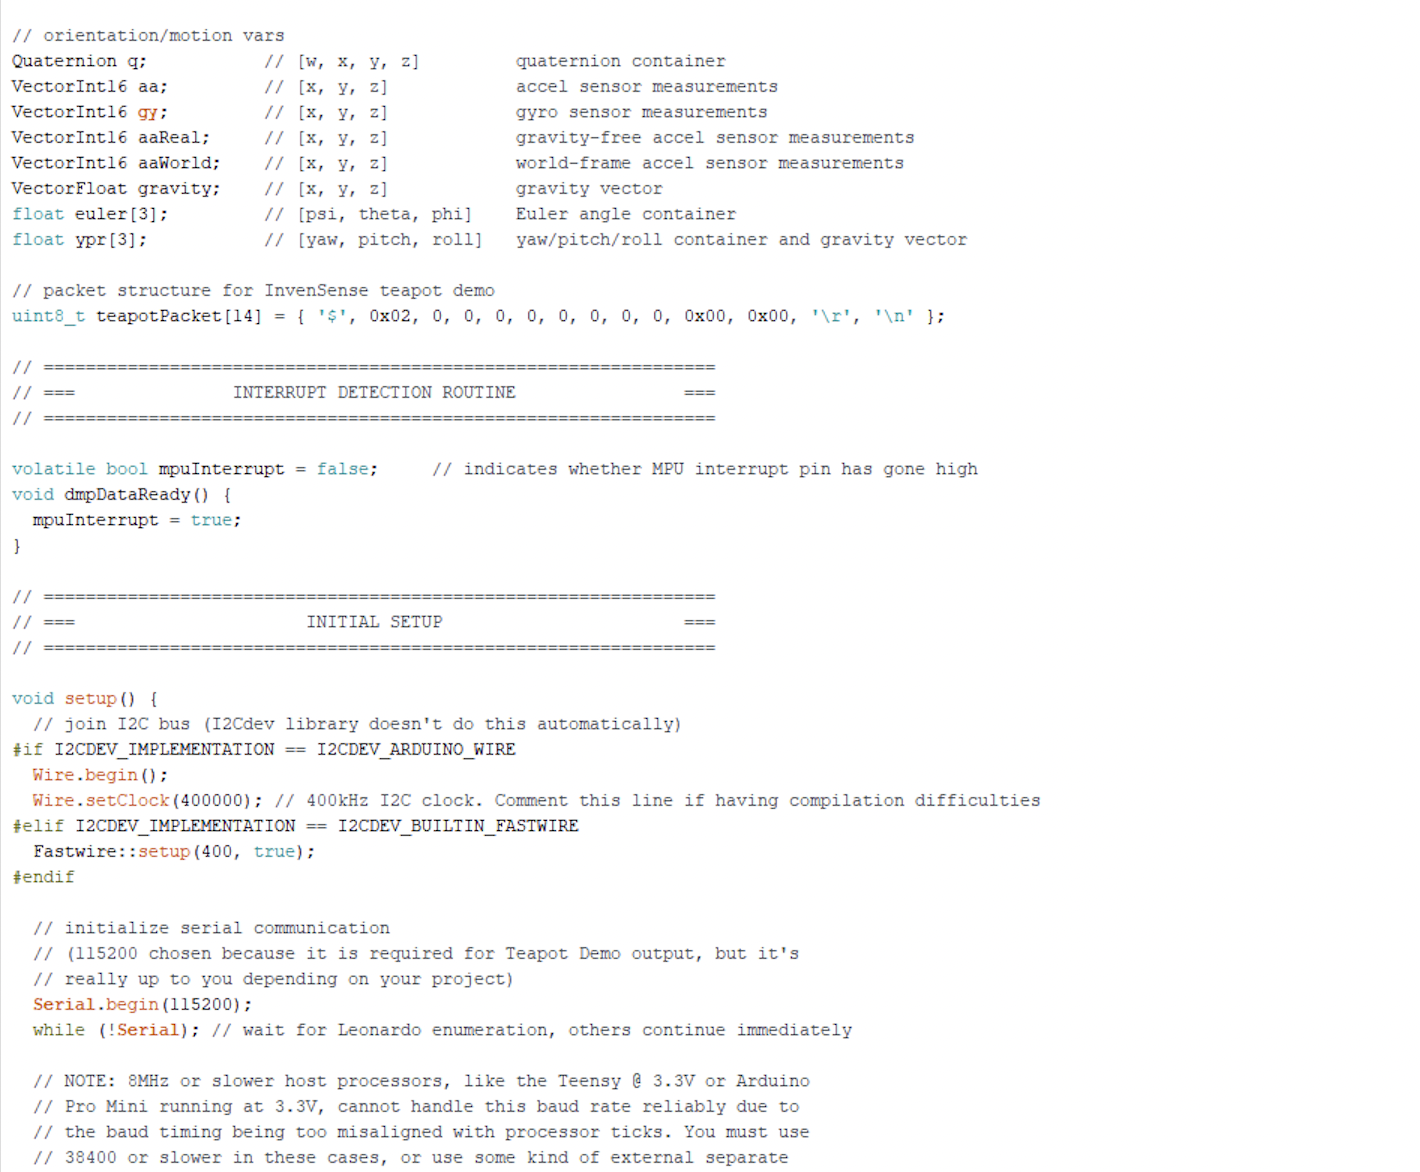 // orientation/motion vars
Quaternion q;           // [w, x, y, z]         quaternion container
VectorInt16 aa;         // [x, y, z]            accel sensor measurements
VectorInt16 gy;         // [x, y, z]            gyro sensor measurements
VectorInt16 aaReal;     // [x, y, z]            gravity-free accel sensor measurements
VectorInt16 aaWorld;    // [x, y, z]            world-frame accel sensor measurements
VectorFloat gravity;    // [x, y, z]            gravity vector
float euler[3];         // [psi, theta, phi]    Euler angle container
float ypr[3];           // [yaw, pitch, roll]   yaw/pitch/roll container and gravity vector
// packet structure for InvenSense teapot demo
uint8_t teapotPacket[14] = { '$', 0x02, 0, 0, 0, 0, 0, 0, 0, 0, 0x00, 0x00, '\r', '\n' };
// ================================================================
// ===               INTERRUPT DETECTION ROUTINE                ===
// ================================================================
volatile bool mpuInterrupt = false;     // indicates whether MPU interrupt pin has gone high
void dmpDataReady() {
  mpuInterrupt = true;
}
// ================================================================
// ===                      INITIAL SETUP                       ===
// ================================================================
void setup() {
  // join I2C bus (I2Cdev library doesn't do this automatically)
#if I2CDEV_IMPLEMENTATION == I2CDEV_ARDUINO_WIRE
  Wire.begin();
  Wire.setClock(400000); // 400kHz I2C clock. Comment this line if having compilation difficulties
#elif I2CDEV_IMPLEMENTATION == I2CDEV_BUILTIN_FASTWIRE
  Fastwire::setup(400, true);
#endif
  // initialize serial communication
  // (115200 chosen because it is required for Teapot Demo output, but it's
  // really up to you depending on your project)
  Serial.begin(115200);
  while (!Serial); // wait for Leonardo enumeration, others continue immediately
  // NOTE: 8MHz or slower host processors, like the Teensy @ 3.3V or Arduino
  // Pro Mini running at 3.3V, cannot handle this baud rate reliably due to
  // the baud timing being too misaligned with processor ticks. You must use
  // 38400 or slower in these cases, or use some kind of external separate